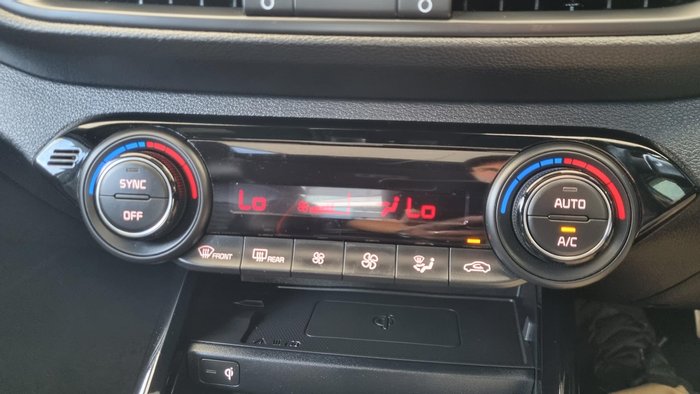 SYNC
OFF
Lo
Lo
AUTO
A/C
FRONT
REAR